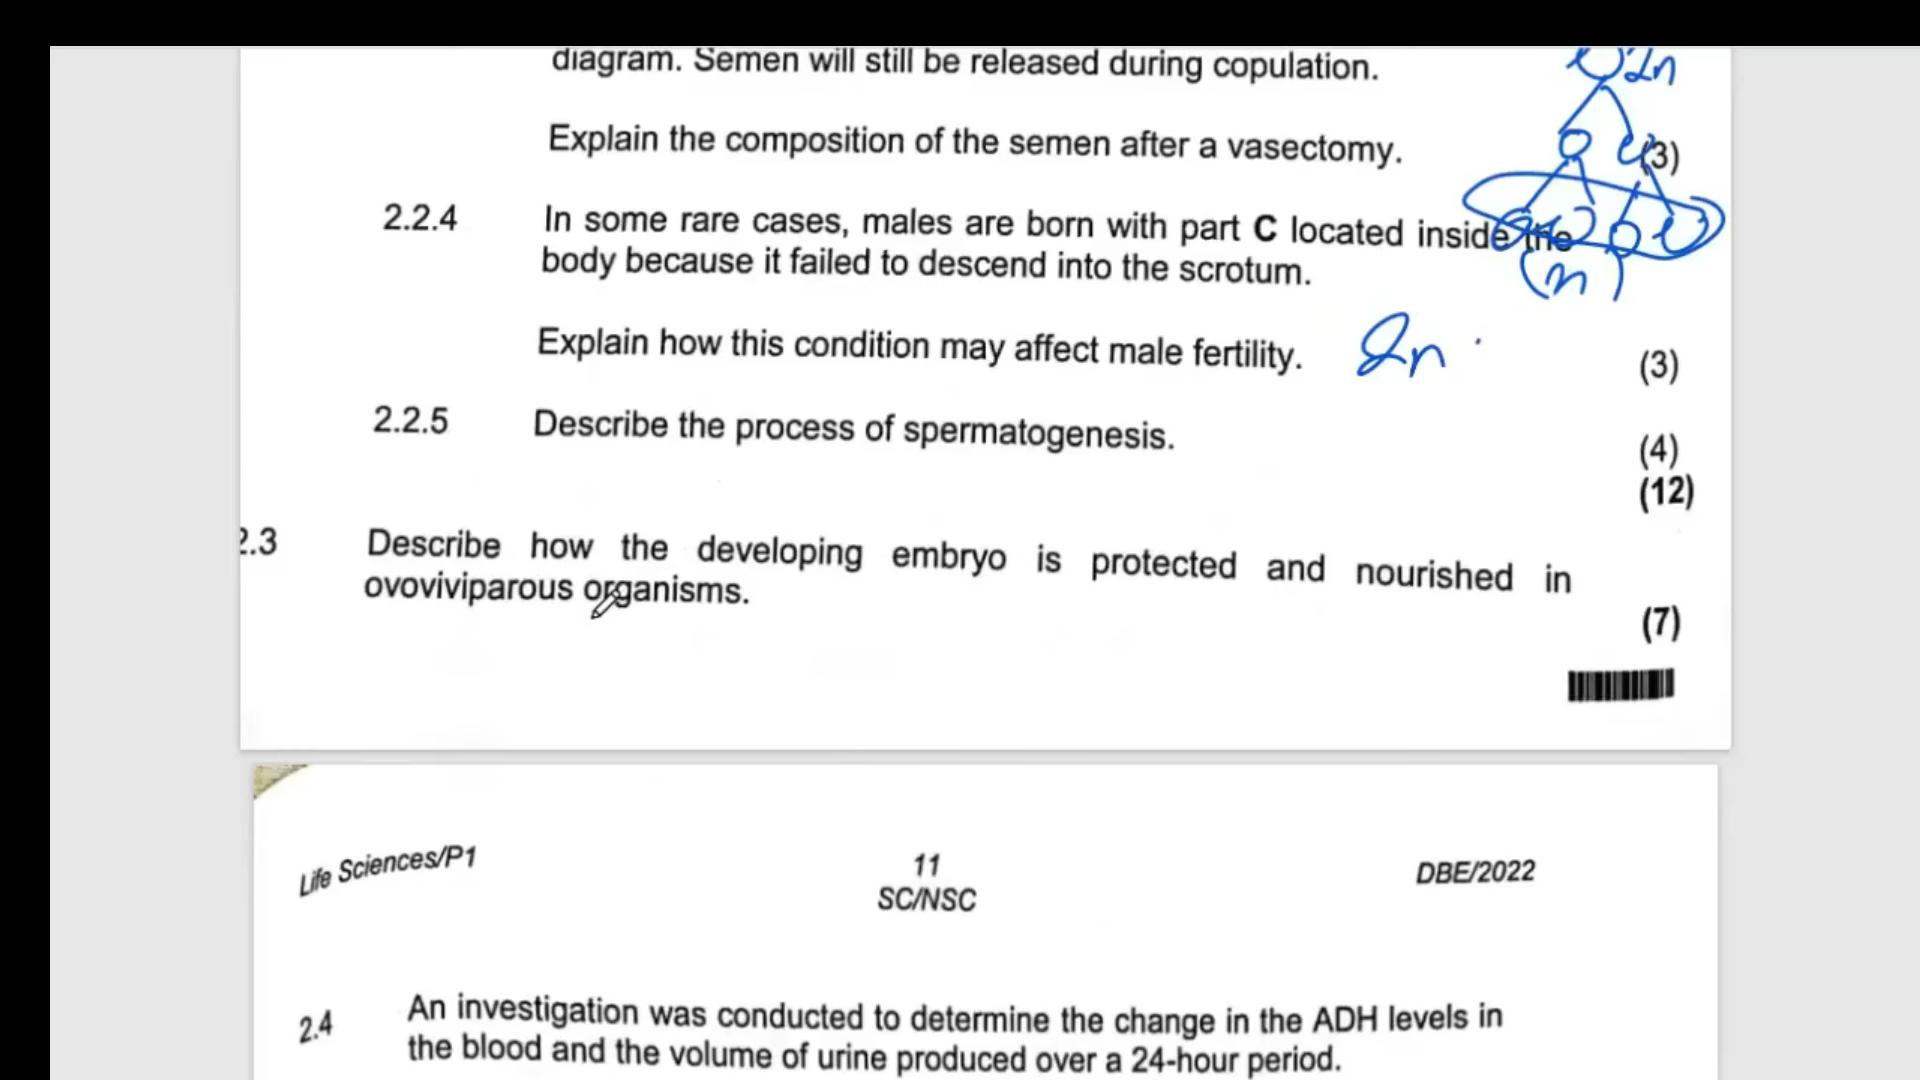 diagram. Semen will still be released during copulation.
2n
Explain the composition of the semen after a vasectomy.
(3)
2.2.4 In some rare cases, males are born with part C located inside the
body because it failed to descend into the scrotum.
(n)
Explain how this condition may affect male fertility. 2n
(3)
2.2.5 Describe the process of spermatogenesis.
(4)
(12)
2.3 Describe how the developing embryo is protected and nourished in
ovoviviparous organisms.
(7)
Life Sciences/P1 11 DBE/2022
SC/NSC
2.4 An investigation was conducted to determine the change in the ADH levels in
the blood and the volume of urine produced over a 24-hour period.